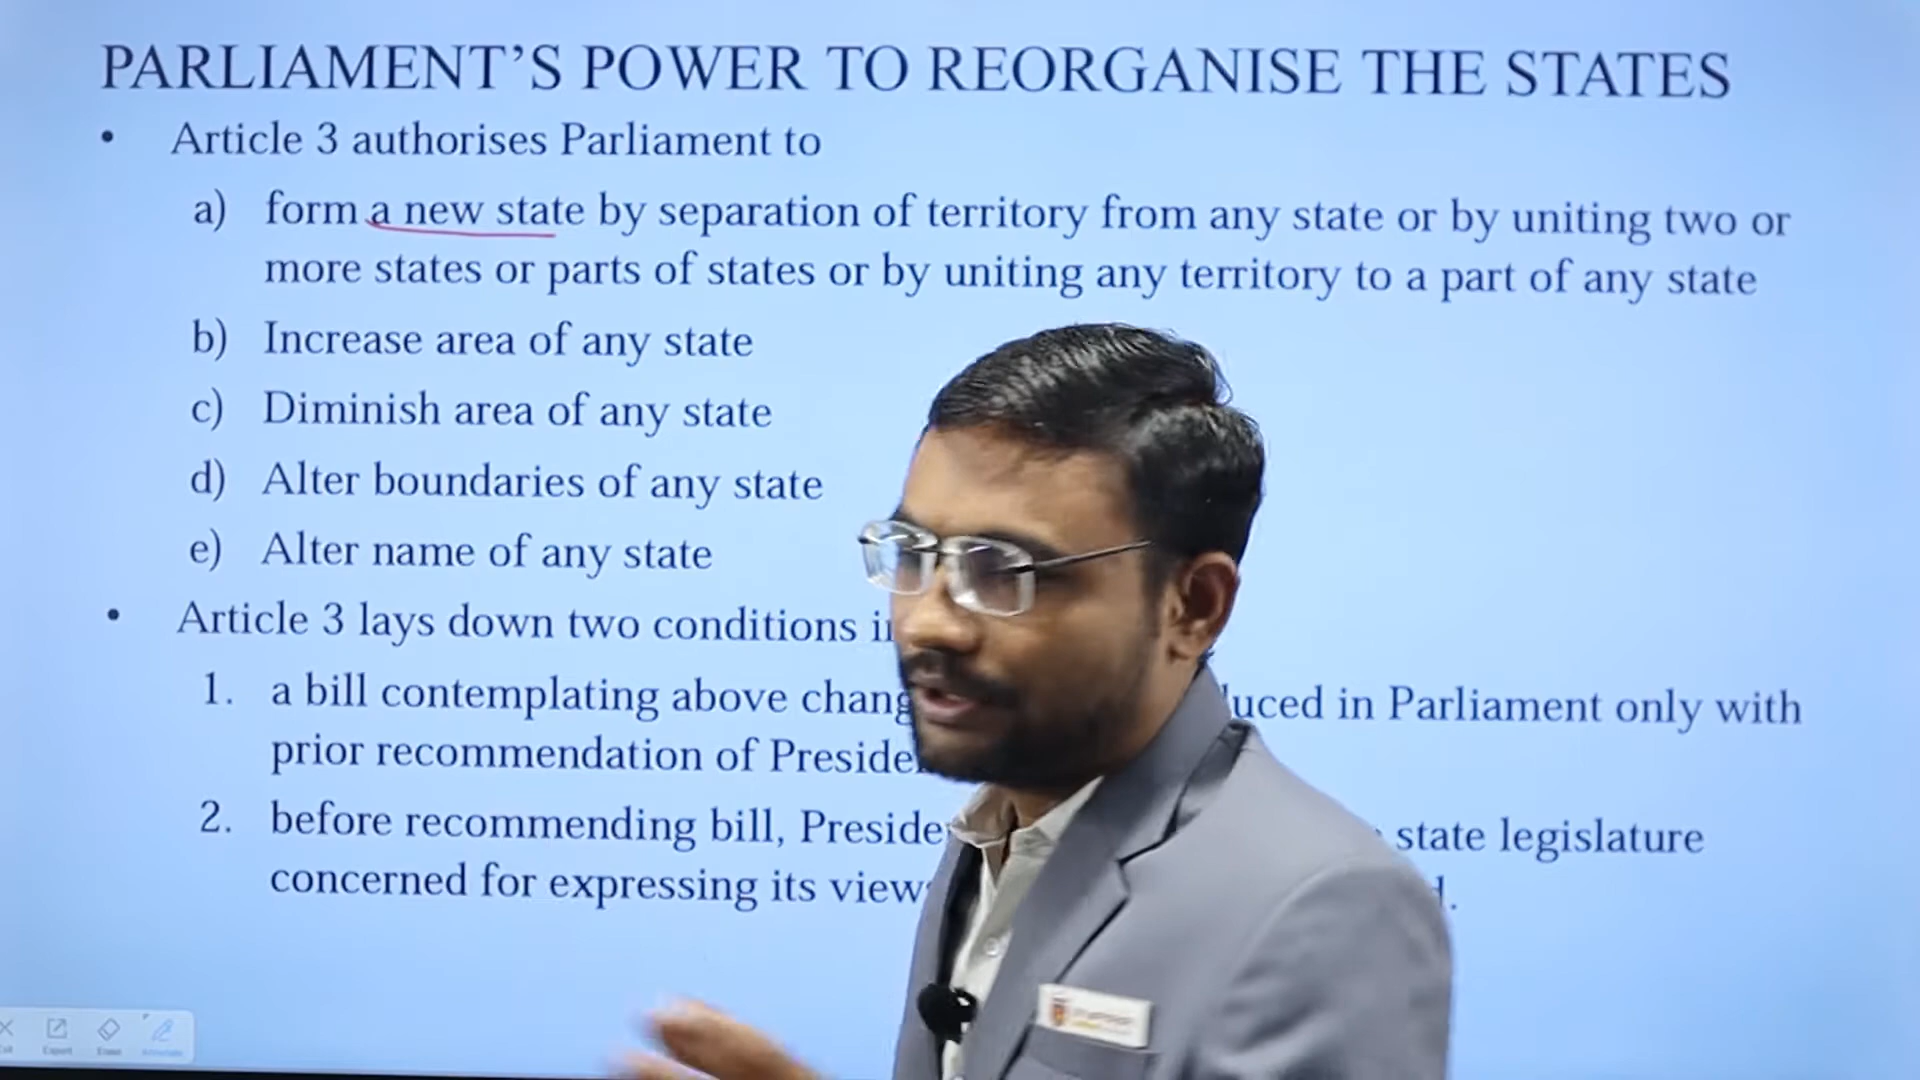 PARLIAMENT’S POWER TO REORGANISE THE STATES
• Article 3 authorises Parliament to
a) form a new state by separation of territory from any state or by uniting two or
more states or parts of states or by uniting any territory to a part of any state
b) Increase area of any state
c) Diminish area of any state
d) Alter boundaries of any state
e) Alter name of any state
• Article 3 lays down two conditions
1. a bill contemplating above in Parliament only with
prior recommendation of
2. before recommending bill, state legislature
concerned for expressing its
Export